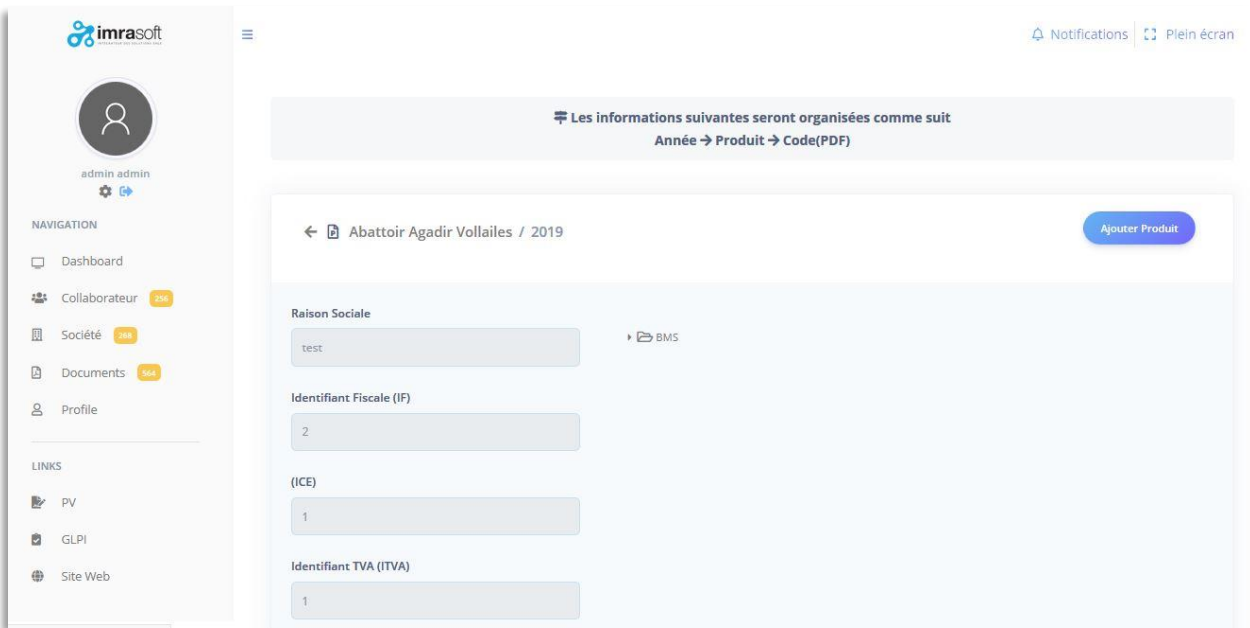 imrasoft
Notifications
Plein écran
Les informations suivantes seront organisées comme suit
Année → Produit → Code(PDF)
admin admin
NAVIGATION
Dashboard
Collaborateur 256
Société 268
Documents 564
Profile
LINKS
PV
GLPI
Site Web
Abattoir Agadir Vollailes / 2019
Ajouter Produit
Raison Sociale
test
BMS
Identifiant Fiscale (IF)
2
(ICE)
1
Identifiant TVA (ITVA)
1